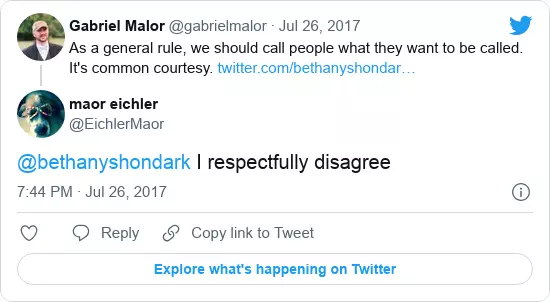 Gabriel Malor @gabrielmalor · Jul 26, 2017
As a general rule, we should call people what they want to be called.
It's common courtesy. twitter.com/bethanyshondar…
maor eichler
@EichlerMaor
@bethanyshondark I respectfully disagree
7:44 PM · Jul 26, 2017
Reply
Copy link to Tweet
Explore what's happening on Twitter